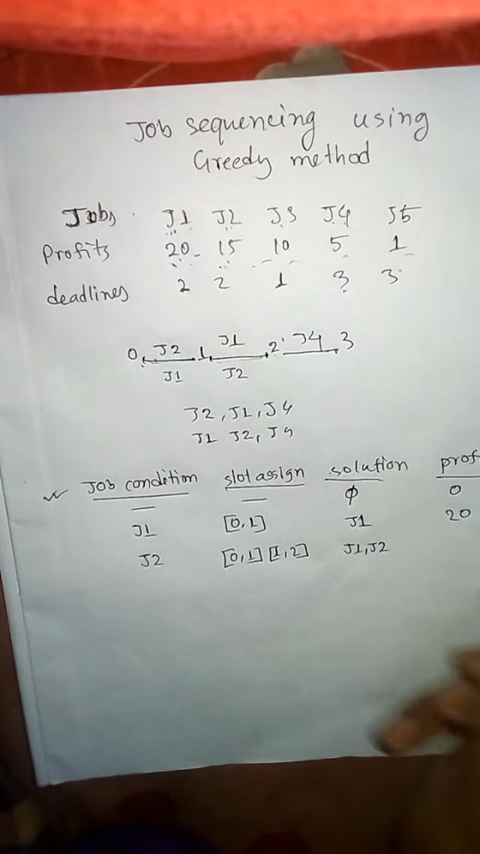 Job sequencing using
Greedy method
Jobs J1 J2 J3 J4 J5
Profits 20 15 10 5 1
deadlines 2 2 1 3 3
0 J2 1 J1 2 J4 3
J1 J2
J2, J1, J4
J1 J2, J4
Job condition slot assign solution prof
— — ϕ 0
J1 [0,1] J1 20
J2 [0,1] [1,2] J1, J2